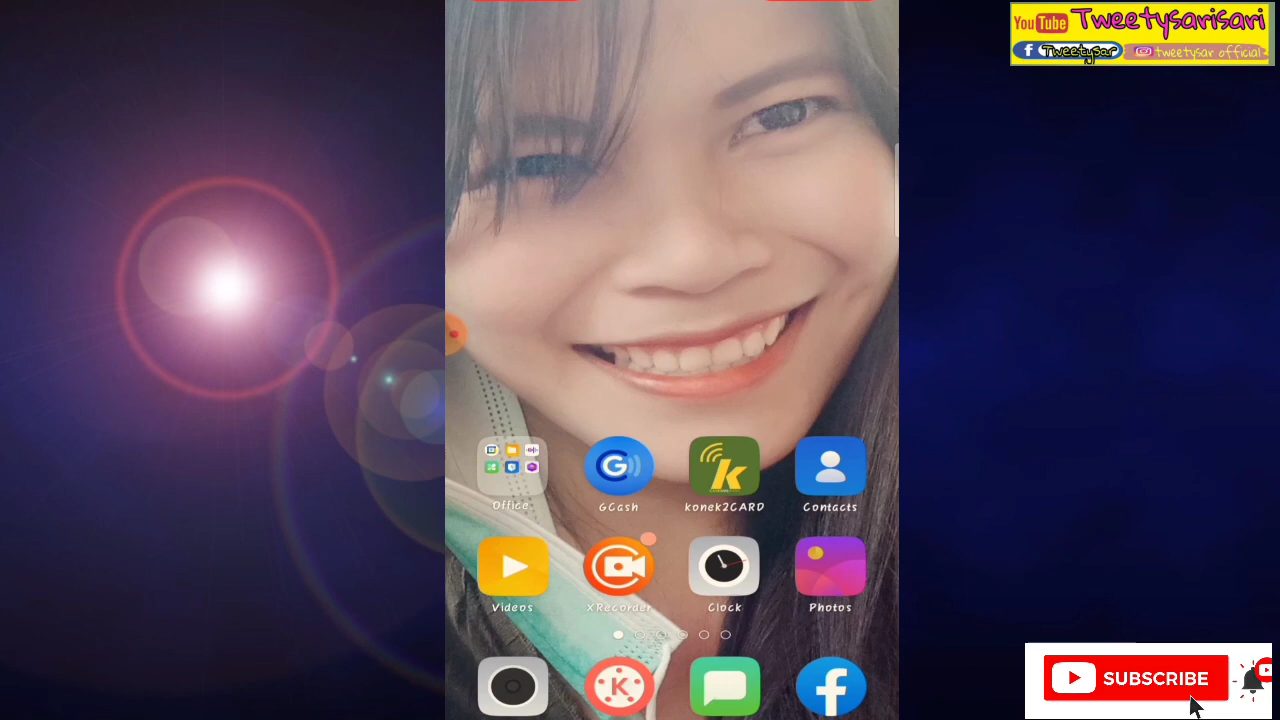 YouTube Tweetysarisari
f Tweetysar tweetysar official
Office GCash konek2CARD Contacts
Videos XRecorder Clock Photos
SUBSCRIBE